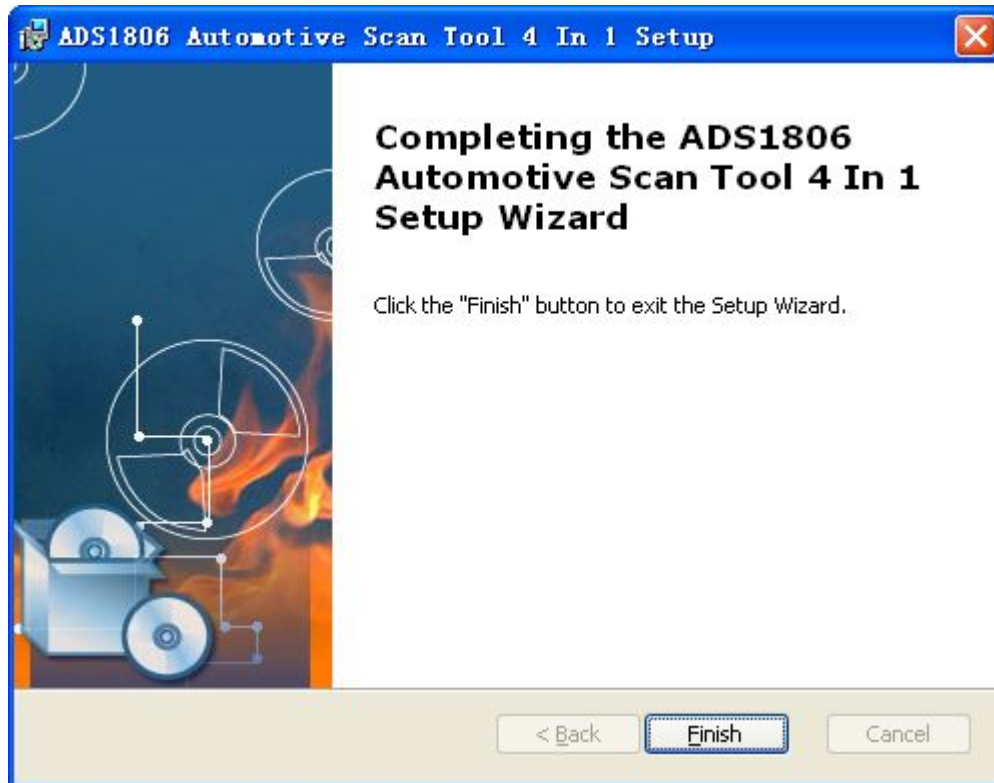 ADS1806 Automotive Scan Tool 4 In 1 Setup
Completing the ADS1806
Automotive Scan Tool 4 In 1
Setup Wizard
Click the "Finish" button to exit the Setup Wizard.
< Back
Finish
Cancel